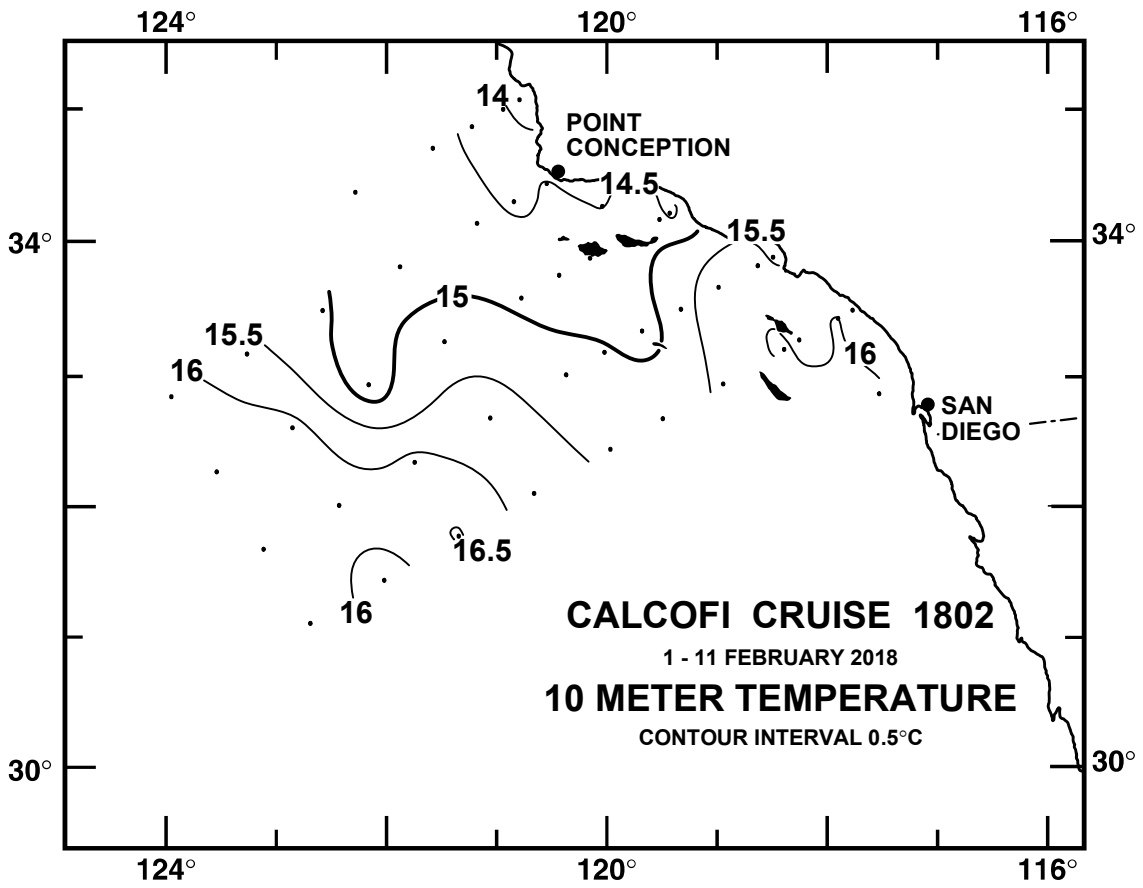 124° 120° 116°
14
POINT
CONCEPTION
14.5
34° 15.5 34°
15
15.5
16 16
SAN
DIEGO
16.5
16
CALCOFI CRUISE 1802
1 - 11 FEBRUARY 2018
10 METER TEMPERATURE
CONTOUR INTERVAL 0.5°C
30° 30°
124° 120° 116°